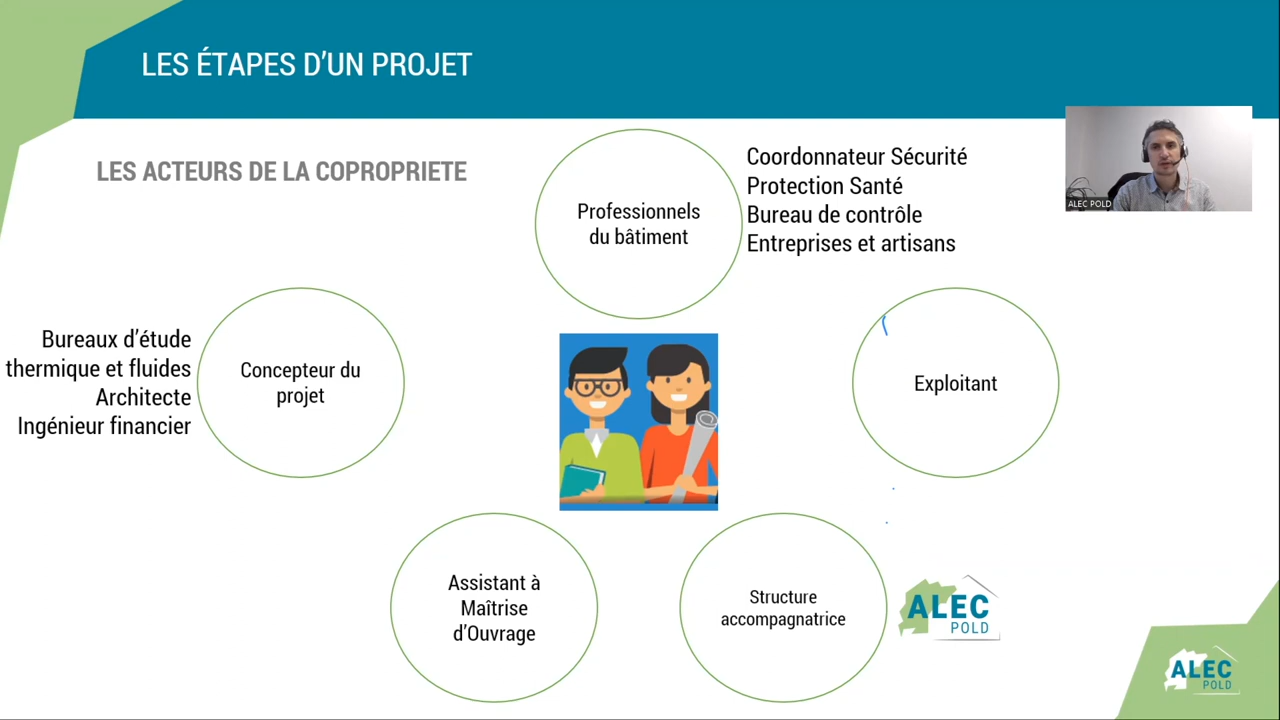 LES ÉTAPES D'UN PROJET
LES ACTEURS DE LA COPROPRIETE
Professionnels
du bâtiment
Coordonnateur Sécurité
Protection Santé
Bureau de contrôle
Entreprises et artisans
ALEC POLD
Bureaux d'étude
thermique et fluides
Architecte
Ingénieur financier
Concepteur du
projet
Exploitant
Assistant à
Maîtrise
d'Ouvrage
Structure
accompagnatrice
ALEC
POLD
ALEC
POLD